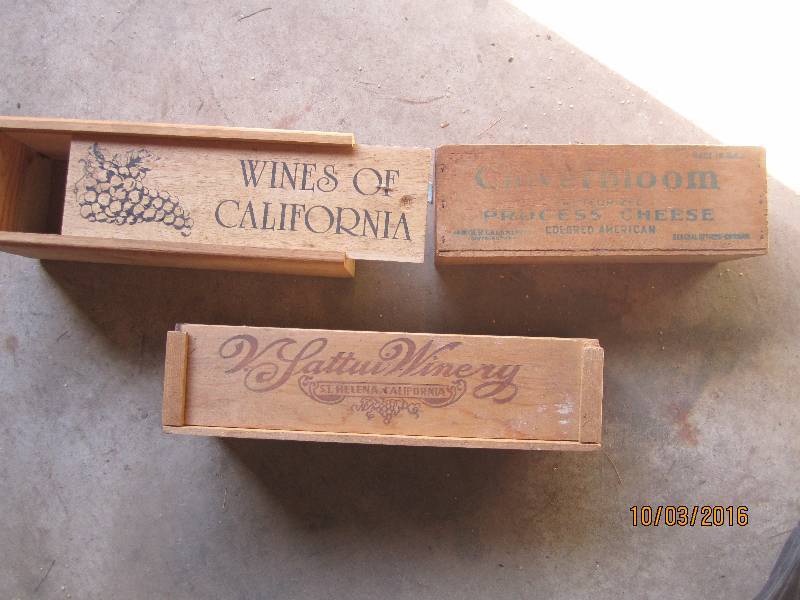 WINES OF
CALIFORNIA
Cloverbloom
PROCESS CHEESE
COLORED AMERICAN
V. Sattui Winery
ST. HELENA, CALIFORNIA
10/03/2016